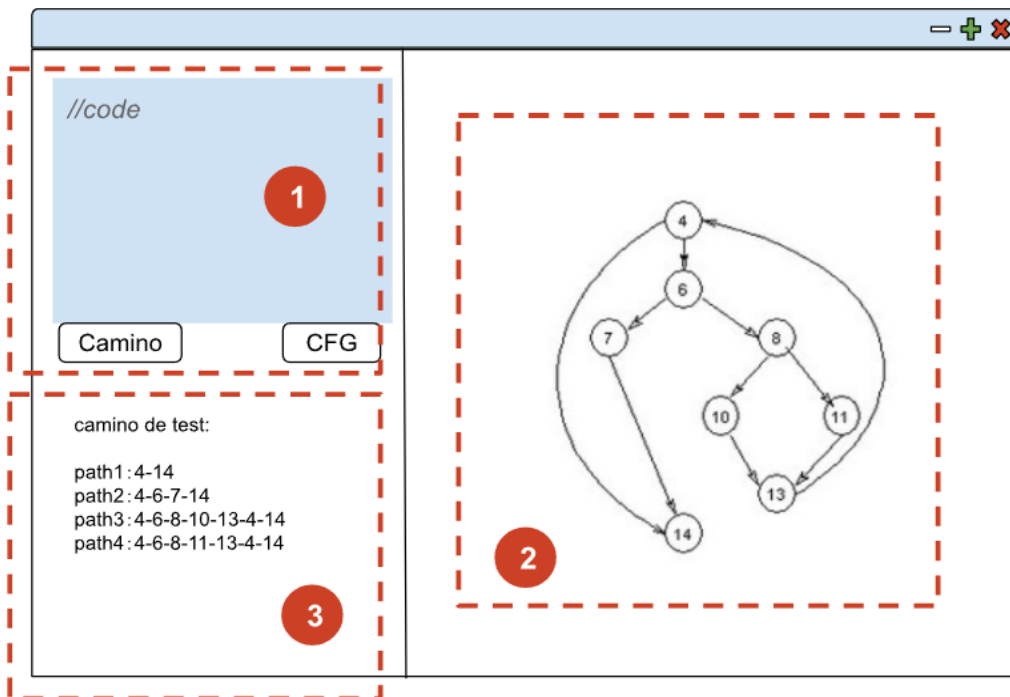 //code
1
Camino
CFG
camino de test:
path1:4-14
path2:4-6-7-14
path3:4-6-8-10-13-4-14
path4:4-6-8-11-13-4-14
3
4
6
7
8
10
11
13
14
2